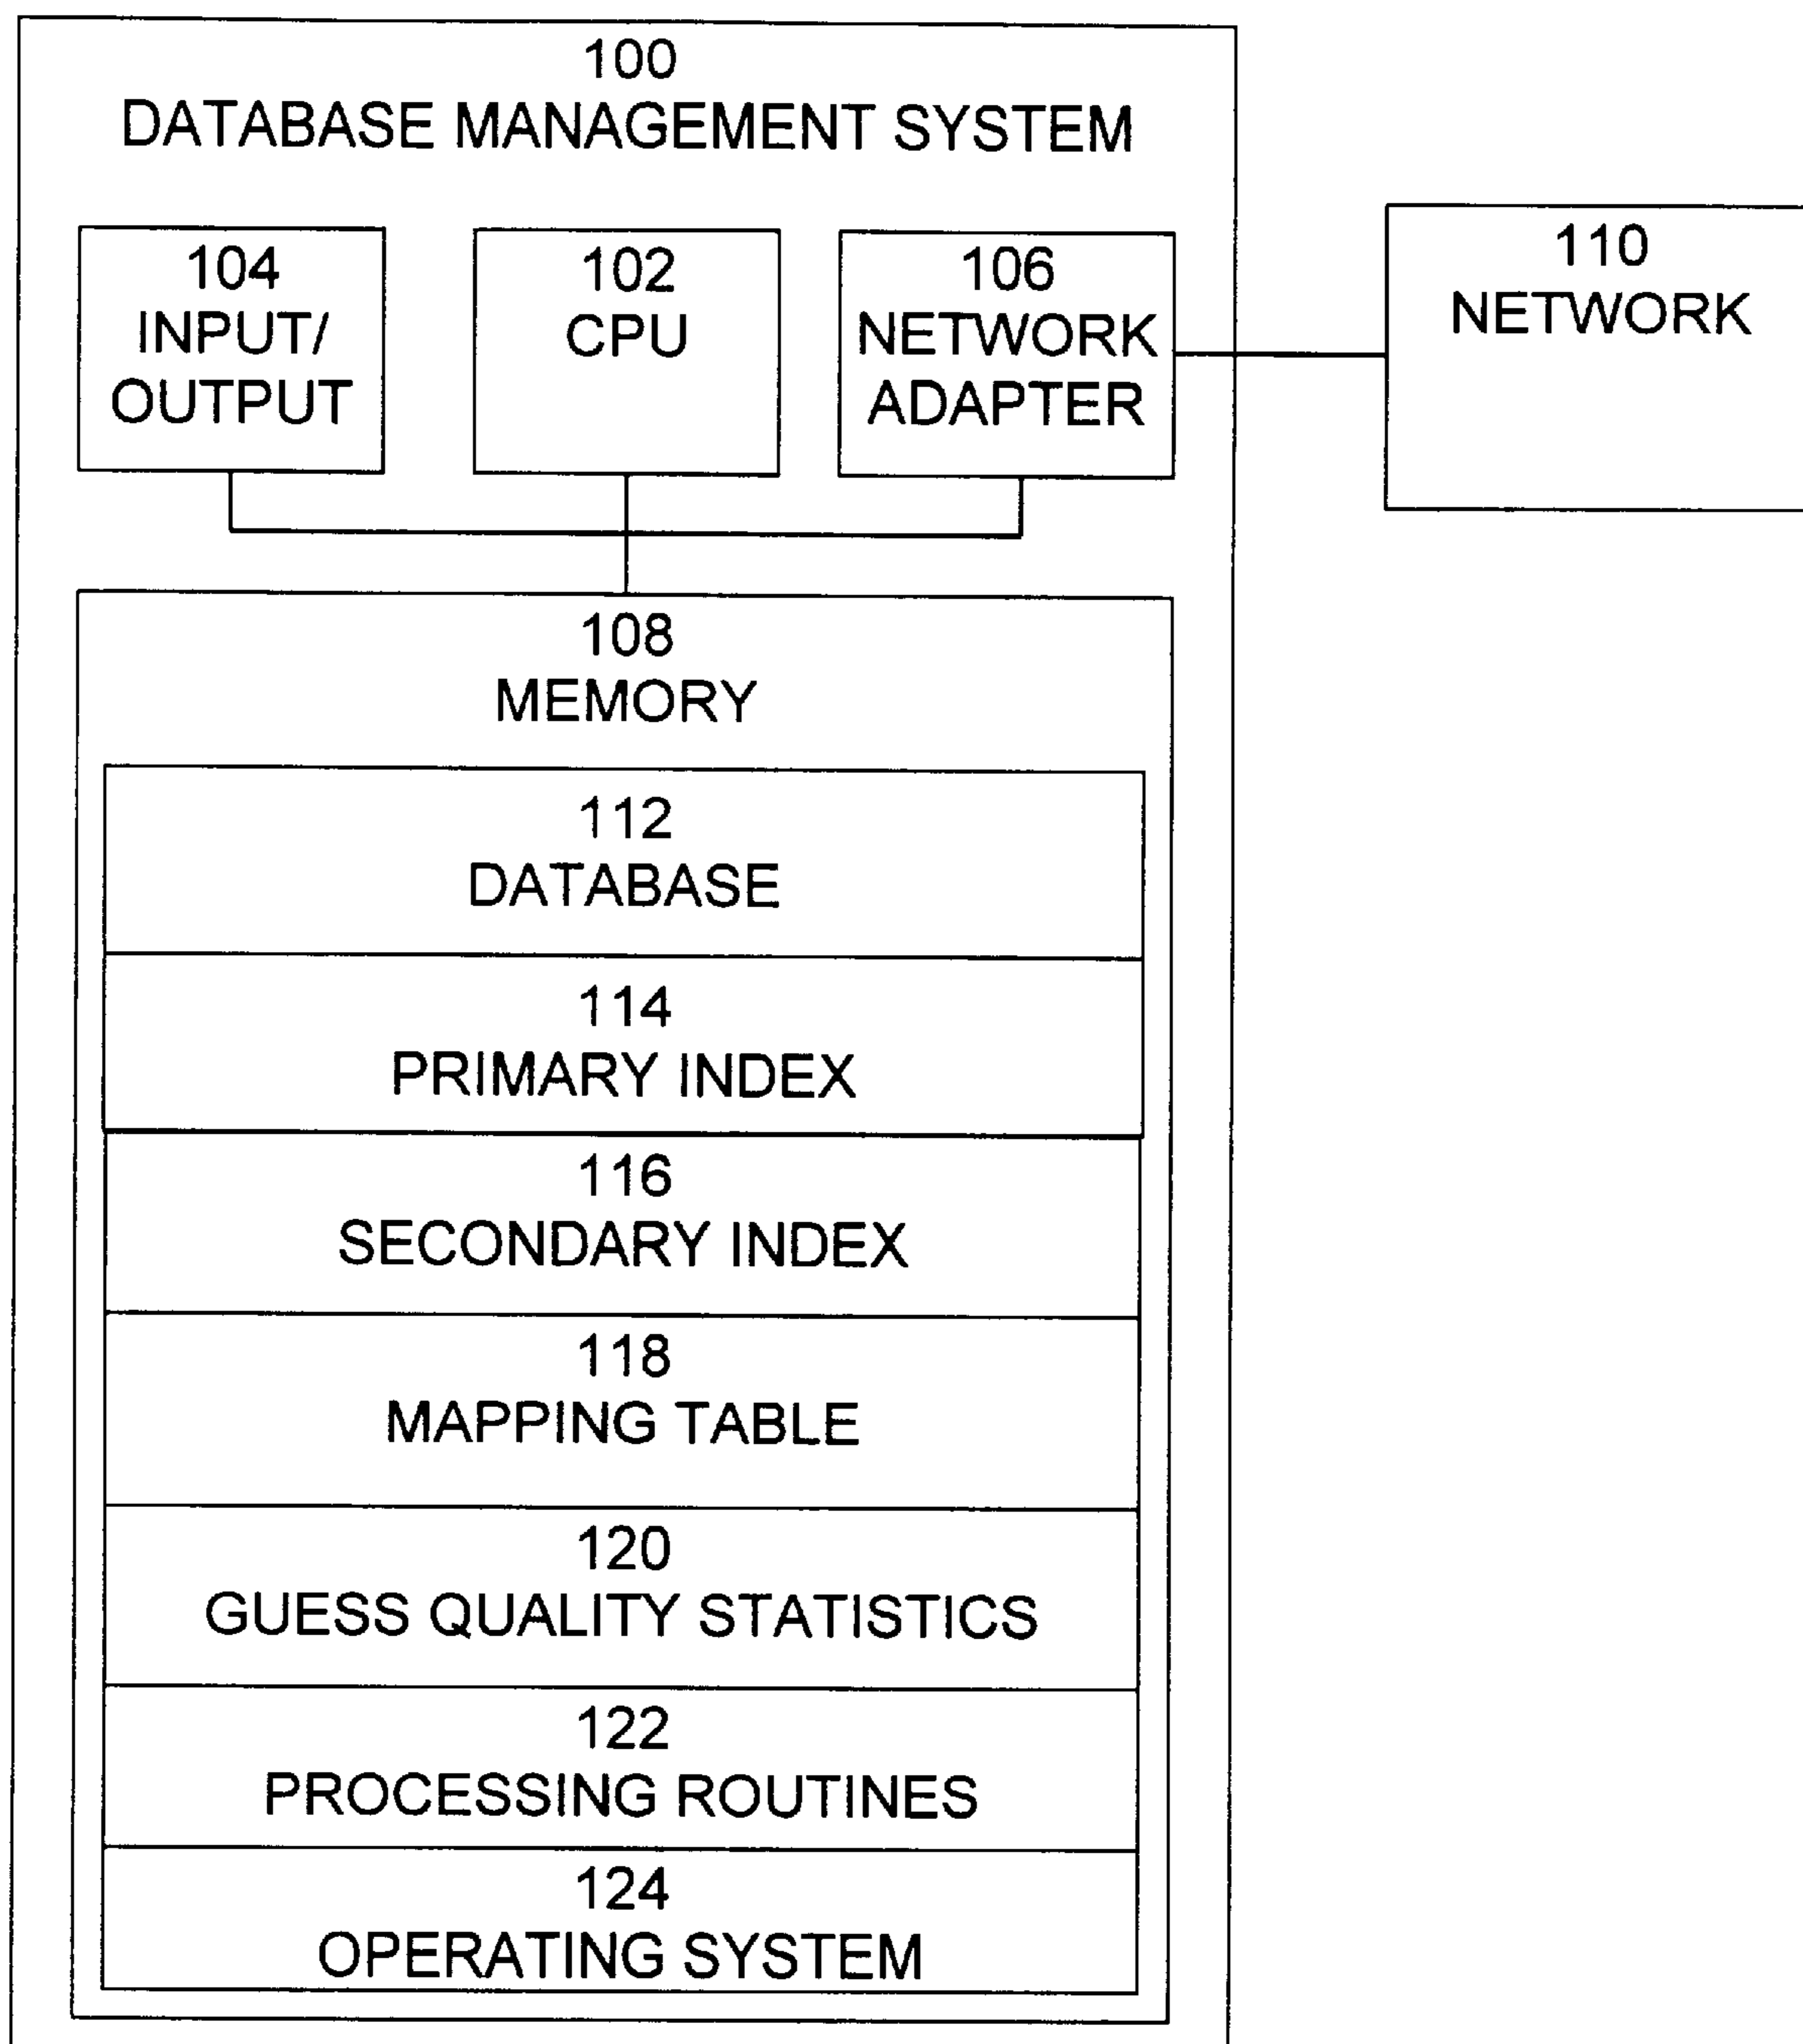 100
DATABASE MANAGEMENT SYSTEM
104
INPUT/
OUTPUT
102
CPU
106
NETWORK
ADAPTER
110
NETWORK
108
MEMORY
112
DATABASE
114
PRIMARY INDEX
116
SECONDARY INDEX
118
MAPPING TABLE
120
GUESS QUALITY STATISTICS
122
PROCESSING ROUTINES
124
OPERATING SYSTEM